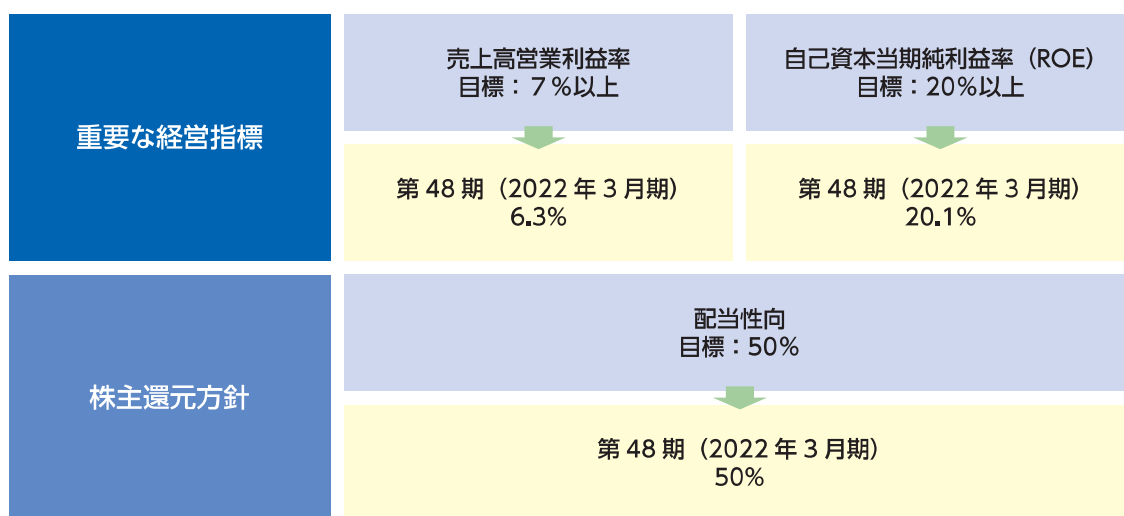 重要な経営指標
売上高営業利益率
目標：７％以上
第 48 期（2022 年 3 月期）
6.3%
自己資本当期純利益率（ROE）
目標：20％以上
第 48 期（2022 年 3 月期）
20.1%
株主還元方針
配当性向
目標：50%
第 48 期（2022 年 3 月期）
50%